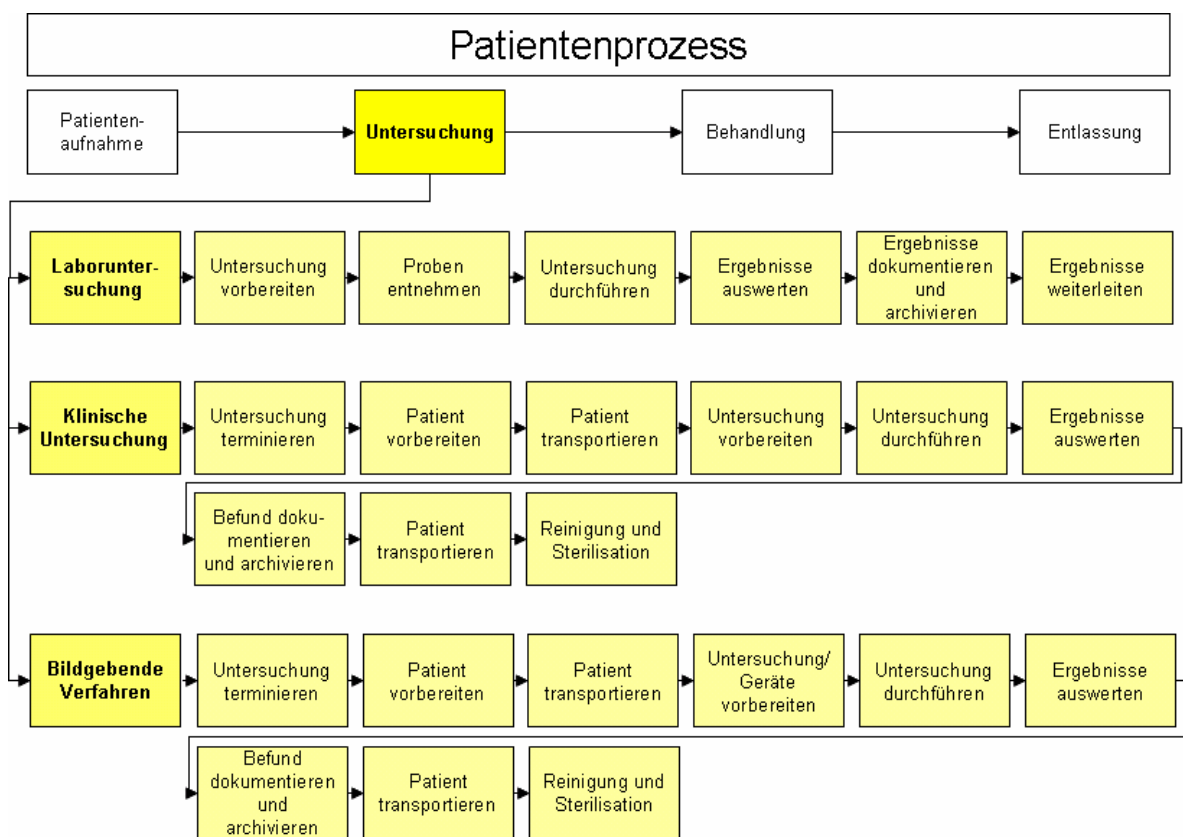 Patientenprozess
Patienten-
aufnahme
Untersuchung
Behandlung
Entlassung
Laborunter-
suchung
Untersuchung
vorbereiten
Proben
entnehmen
Untersuchung
durchführen
Ergebnisse
auswerten
Ergebnisse
dokumentieren
und
archivieren
Ergebnisse
weiterleiten
Klinische
Untersuchung
Untersuchung
terminieren
Patient
vorbereiten
Patient
transportieren
Untersuchung
vorbereiten
Untersuchung
durchführen
Ergebnisse
auswerten
Befund doku-
mentieren
und archivieren
Patient
transportieren
Reinigung und
Sterilisation
Bildgebende
Verfahren
Untersuchung
terminieren
Patient
vorbereiten
Patient
transportieren
Untersuchung/
Geräte
vorbereiten
Untersuchung
durchführen
Ergebnisse
auswerten
Befund
dokumentieren
und
archivieren
Patient
transportieren
Reinigung und
Sterilisation